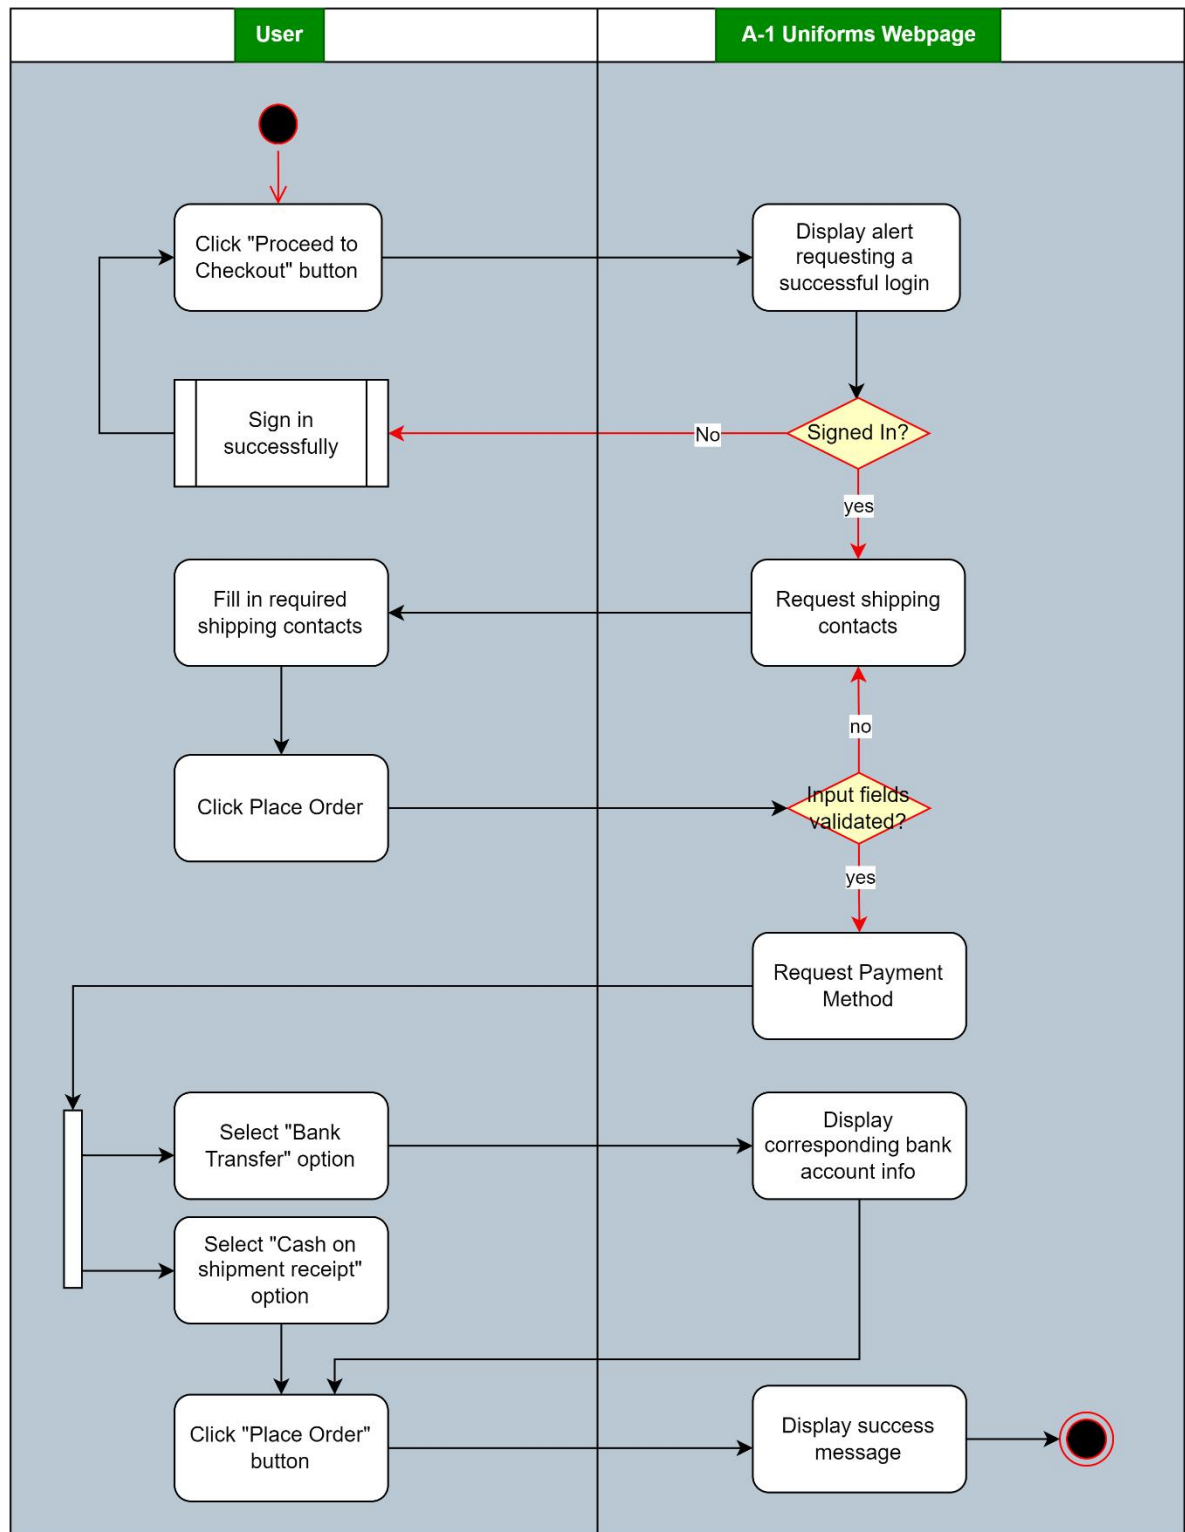 User
A-1 Uniforms Webpage
Click "Proceed to
Checkout" button
Display alert
requesting a
successful login
Sign in
successfully
No
Signed In?
yes
Fill in required
shipping contacts
Request shipping
contacts
no
Click Place Order
Input fields
validated?
yes
Request Payment
Method
Select "Bank
Transfer" option
Display
corresponding bank
account info
Select "Cash on
shipment receipt"
option
Click "Place Order"
button
Display success
message